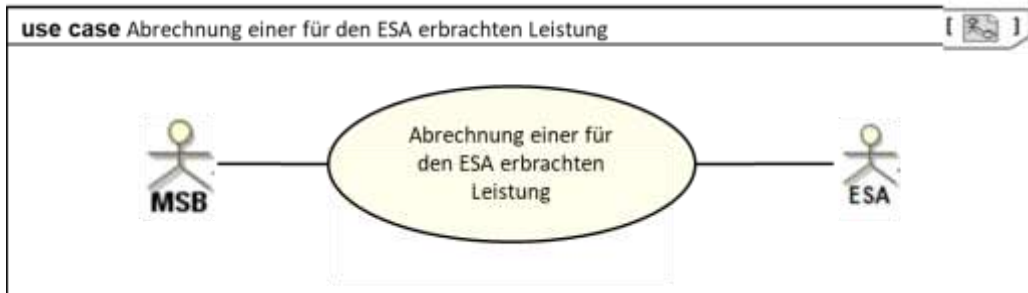 use case Abrechnung einer für den ESA erbrachten Leistung
[ ]
Abrechnung einer für
den ESA erbrachten
Leistung
MSB
ESA